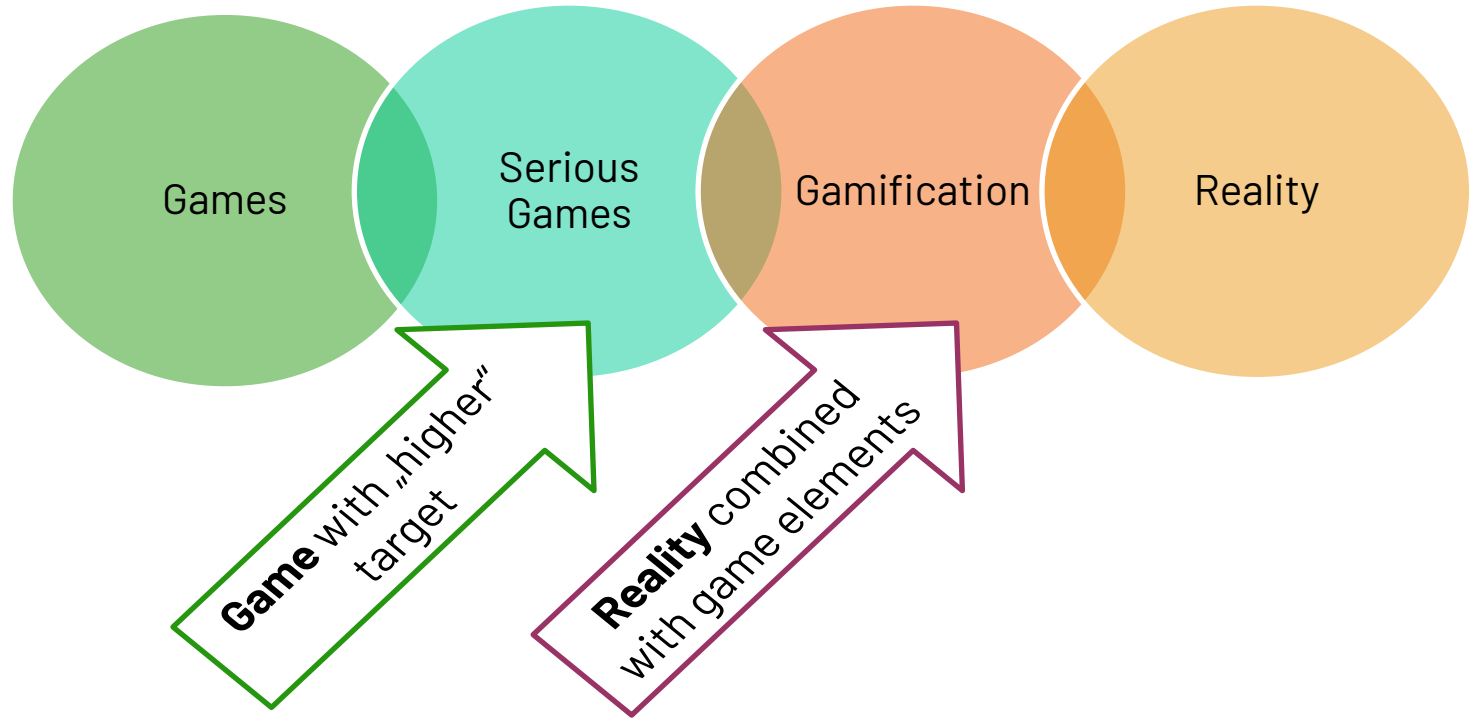 Games
Serious
Games
Gamification
Reality
Game with „higher“
target
Reality combined
with game elements